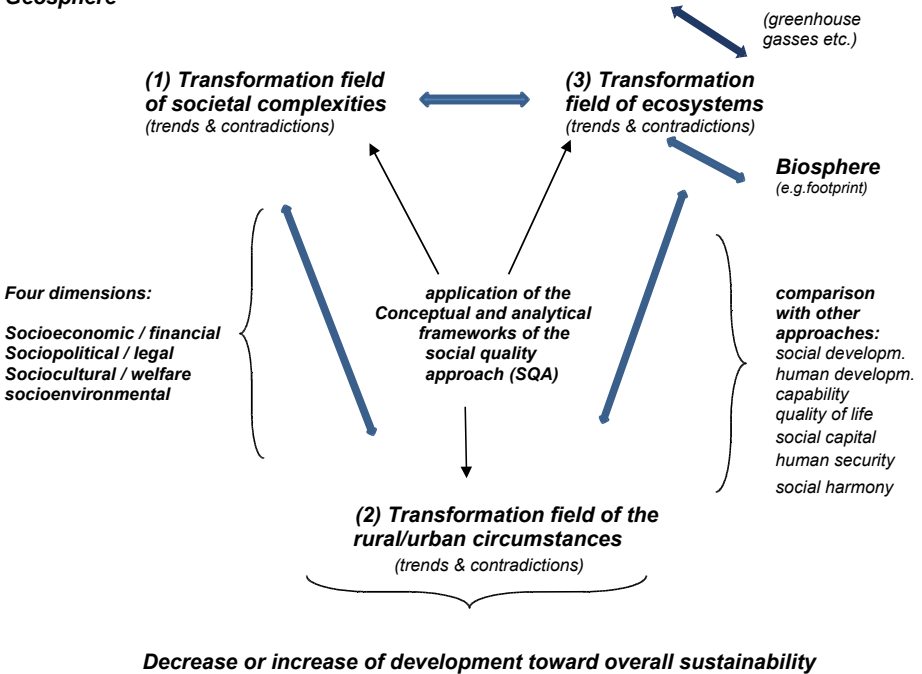 (greenhouse
gasses etc.)
(1) Transformation field
of societal complexities
(trends & contradictions)
(3) Transformation
field of ecosystems
(trends & contradictions)
Biosphere
(e.g.footprint)
Four dimensions:
Socioeconomic / financial
Sociopolitical / legal
Sociocultural / welfare
socioenvironmental
application of the
Conceptual and analytical
frameworks of the
social quality
approach (SQA)
comparison
with other
approaches:
social developm.
human developm.
capability
quality of life
social capital
human security
social harmony
(2) Transformation field of the
rural/urban circumstances
(trends & contradictions)
Decrease or increase of development toward overall sustainability